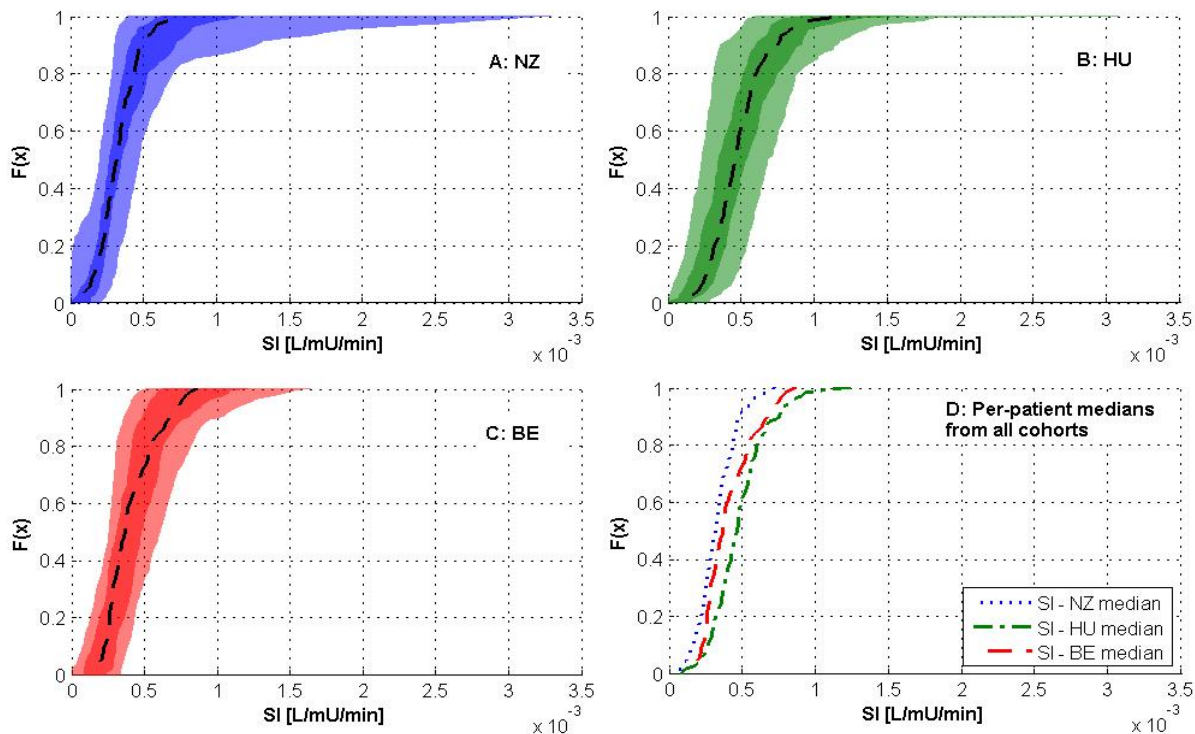 A: NZ
F(x)
1
0.8
0.6
0.4
0.2
0
0 0.5 1 1.5 2 2.5 3 3.5
SI [L/mU/min]
x 10⁻³
B: HU
F(x)
1
0.8
0.6
0.4
0.2
0
0 0.5 1 1.5 2 2.5 3 3.5
SI [L/mU/min]
x 10⁻³
C: BE
F(x)
1
0.8
0.6
0.4
0.2
0
0 0.5 1 1.5 2 2.5 3 3.5
SI [L/mU/min]
x 10⁻³
D: Per-patient medians
from all cohorts
F(x)
1
0.8
0.6
0.4
0.2
0
SI - NZ median
SI - HU median
SI - BE median
0 0.5 1 1.5 2 2.5 3 3.5
SI [L/mU/min]
x 10⁻³